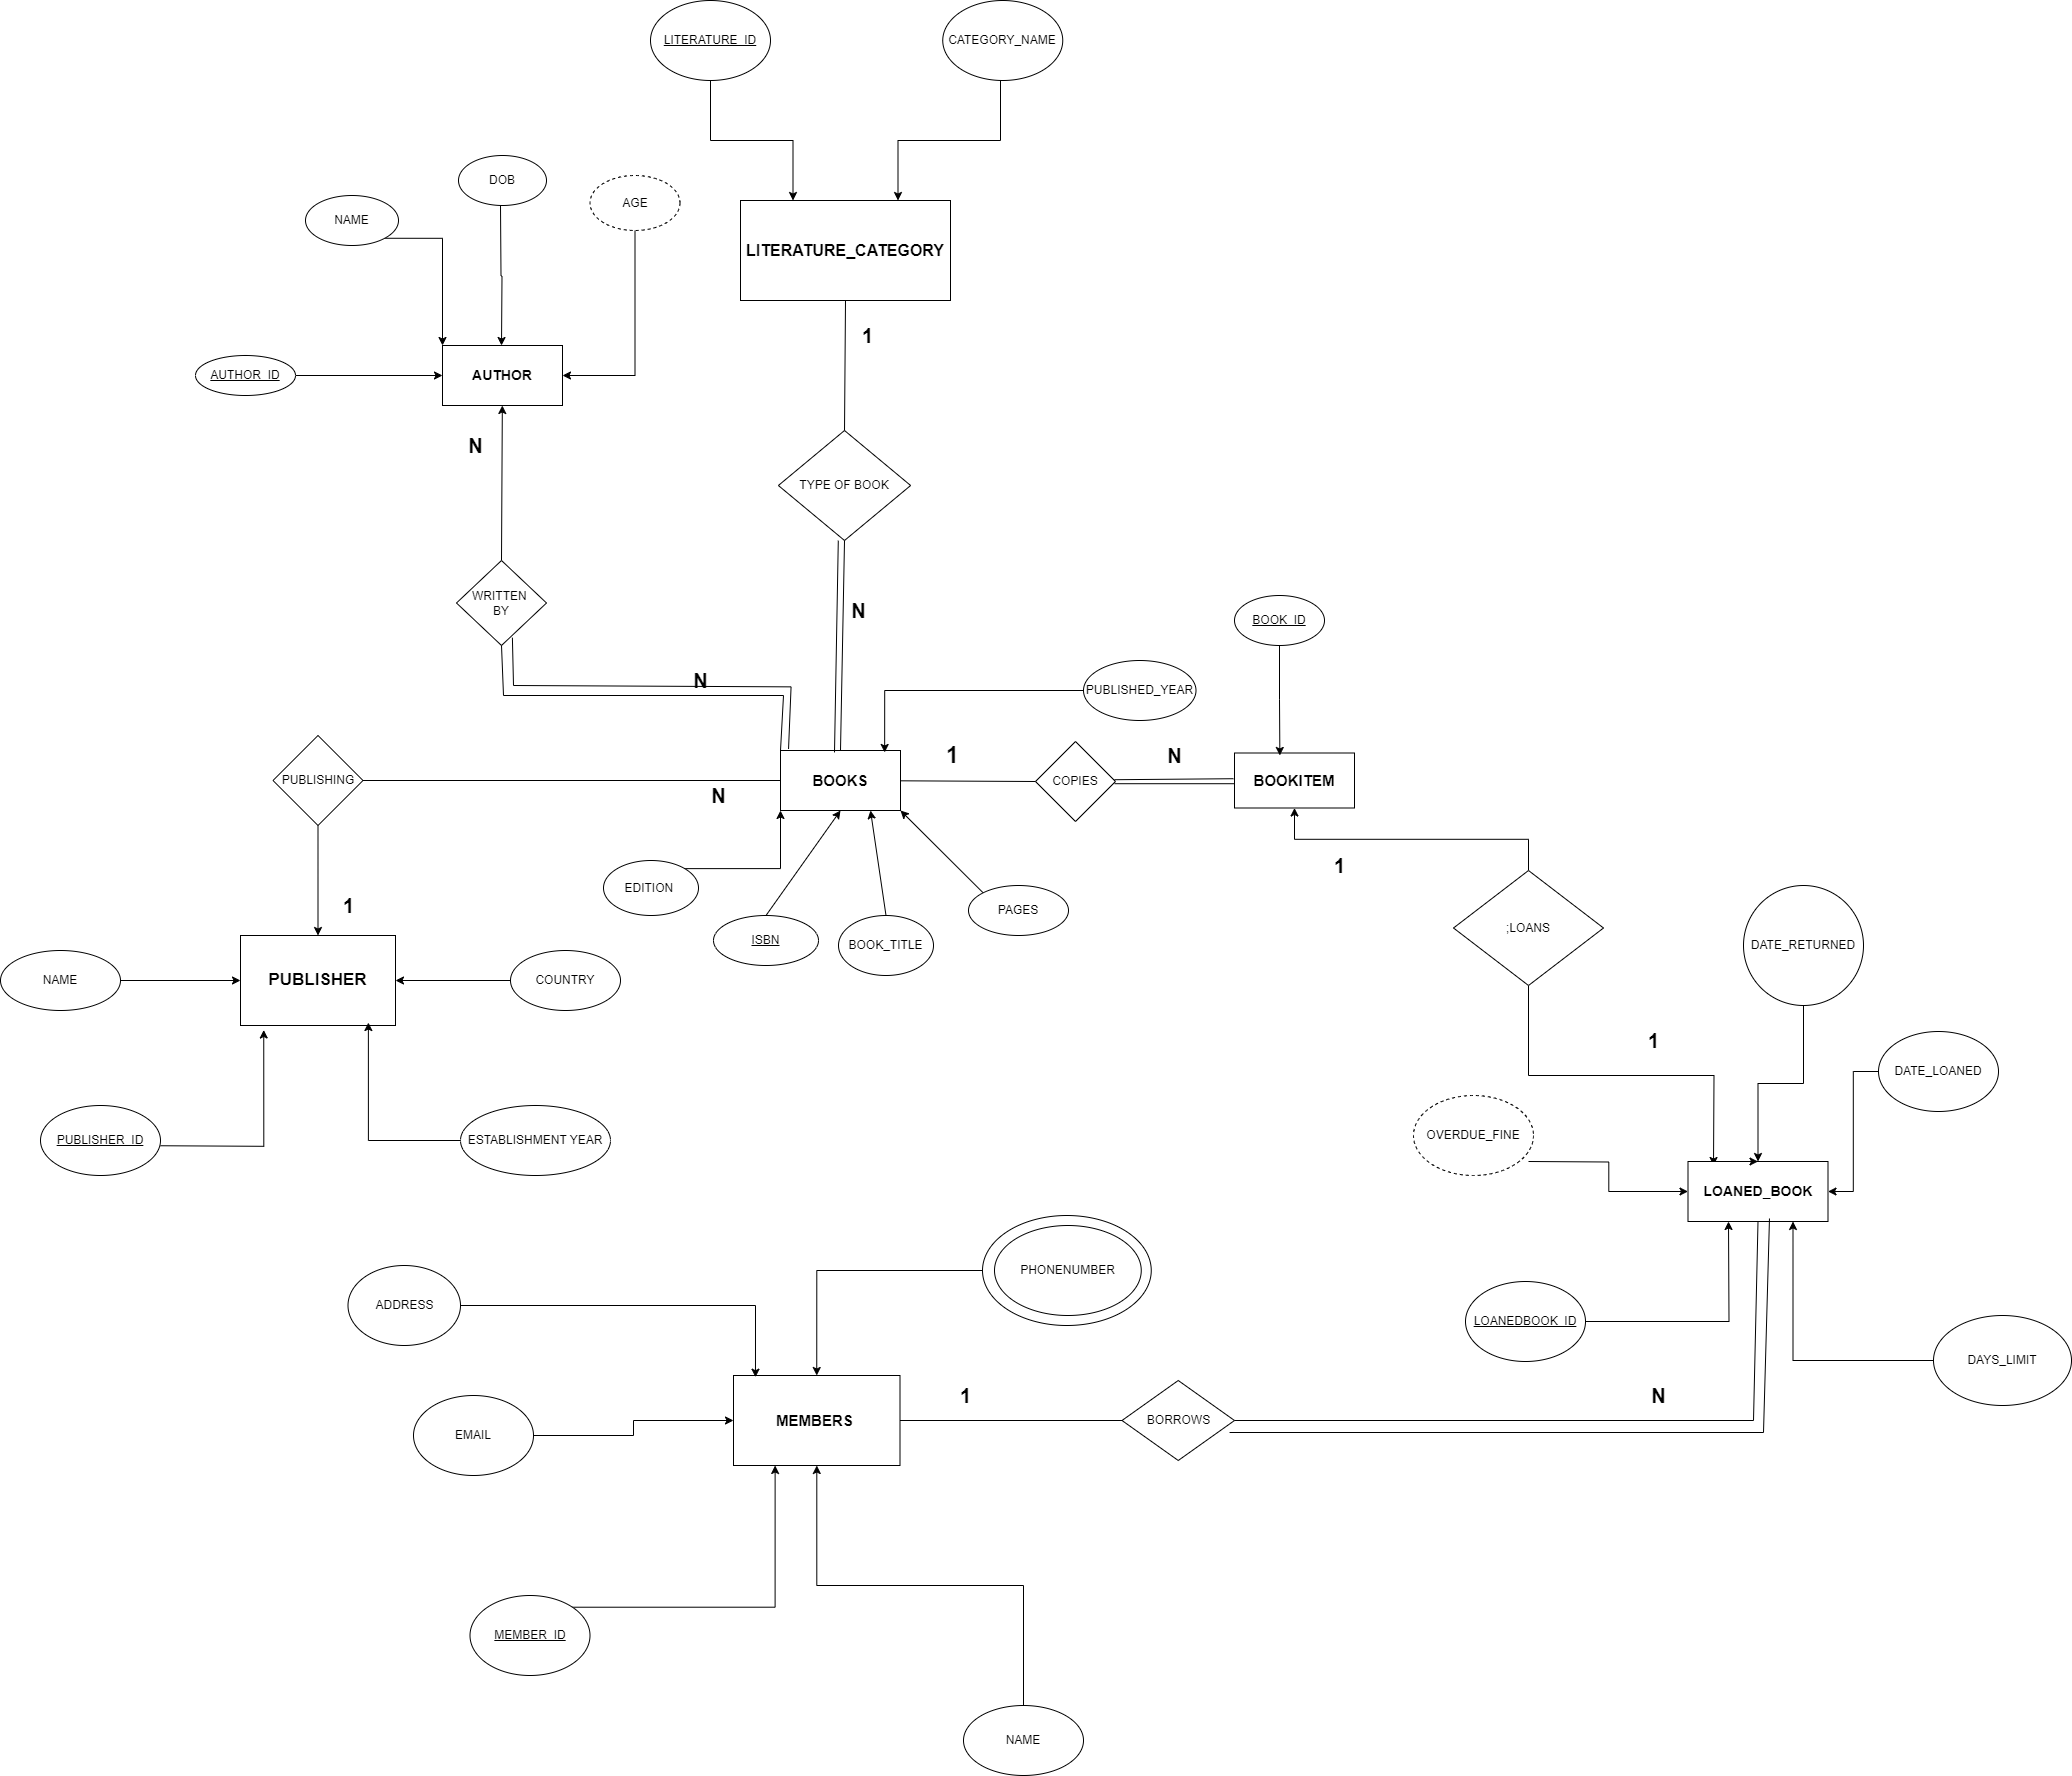 LITERATURE_ID
CATEGORY_NAME
DOB
AGE
NAME
LITERATURE_CATEGORY
1
AUTHOR_ID
AUTHOR
N
TYPE OF BOOK
WRITTEN
BY
N
BOOK_ID
N
PUBLISHED_YEAR
PUBLISHING
N
BOOKS
1
COPIES
N
BOOKITEM
1
EDITION
ISBN
BOOK_TITLE
PAGES
;LOANS
DATE_RETURNED
1
NAME
PUBLISHER
COUNTRY
1
DATE_LOANED
PUBLISHER_ID
ESTABLISHMENT YEAR
OVERDUE_FINE
LOANED_BOOK
PHONENUMBER
ADDRESS
LOANEDBOOK_ID
DAYS_LIMIT
EMAIL
MEMBERS
1
BORROWS
N
MEMBER_ID
NAME